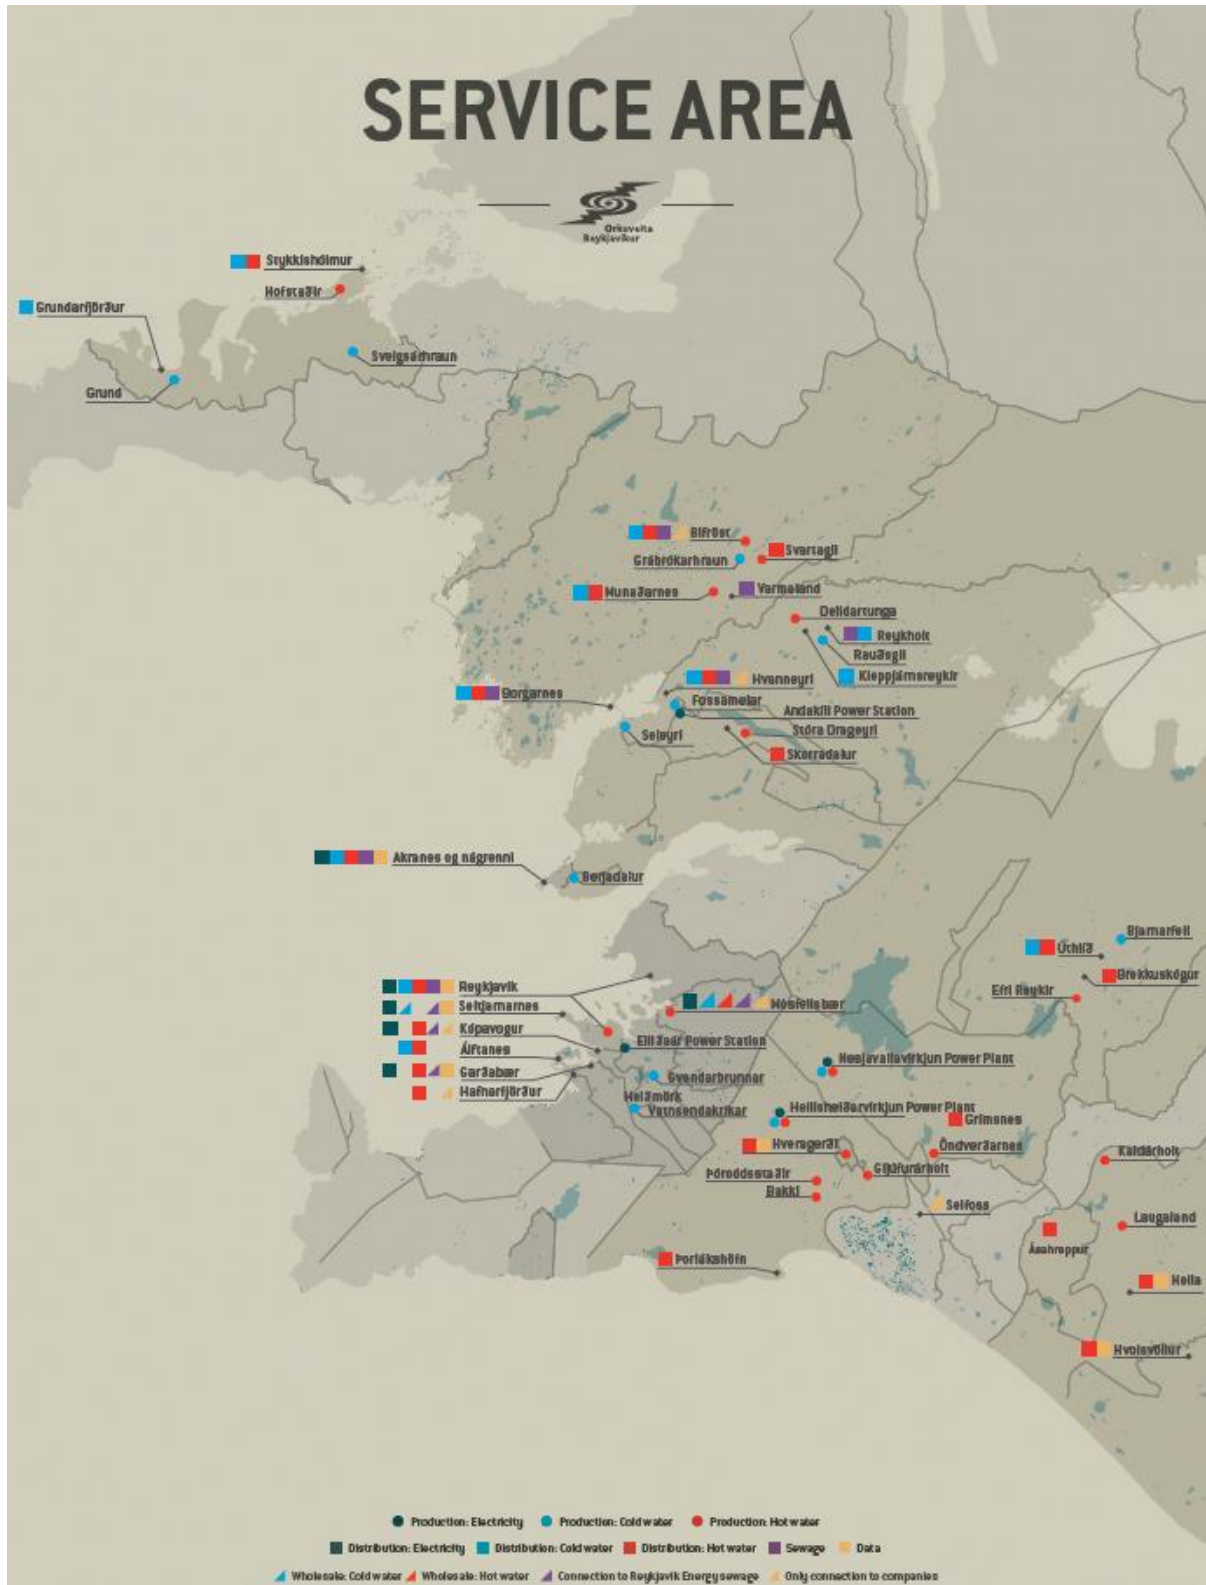 SERVICE AREA
Orkuveita
Reykjavíkur
Stykkishólmur
Hofstaðir
Grundarfjörður
Svelgsárhraun
Grund
Bifröst
Svartagil
Grábrókarhraun
Munaðarnes
Varmaland
Deildartunga
Reykholt
Rauðsgil
Kleppjárnsreykir
Hvanneyri
Borgarnes
Fossamelar
Andakíll Power Station
Seleyri
Stóra Drageyri
Skorradalur
Akranes og nágrenni
Berjadalur
Bjarnarfell
Úthlíð
Brekkuskógur
Efri Reykir
Reykjavík
Seltjarnarnes
Mosfellsbær
Kópavogur
Elliðaár Power Station
Álftanes
Nesjavallavirkjun Power Plant
Garðabær
Gvendarbrunnar
Hafnarfjörður
Heiðmörk
Vatnsendakrikar
Hellisheiðarvirkjun Power Plant
Grímsnes
Hveragerði
Öndverðarnes
Kaldárholt
Þóroddsstaðir
Gljúfurárholt
Bakki
Selfoss
Laugaland
Ásahreppur
Þorlákshöfn
Hella
Hvolsvöllur
Production: Electricity Production: Cold water Production: Hot water
Distribution: Electricity Distribution: Cold water Distribution: Hot water Sewage Data
Wholesale: Cold water Wholesale: Hot water Connection to Reykjavik Energy sewage Only connection to companies